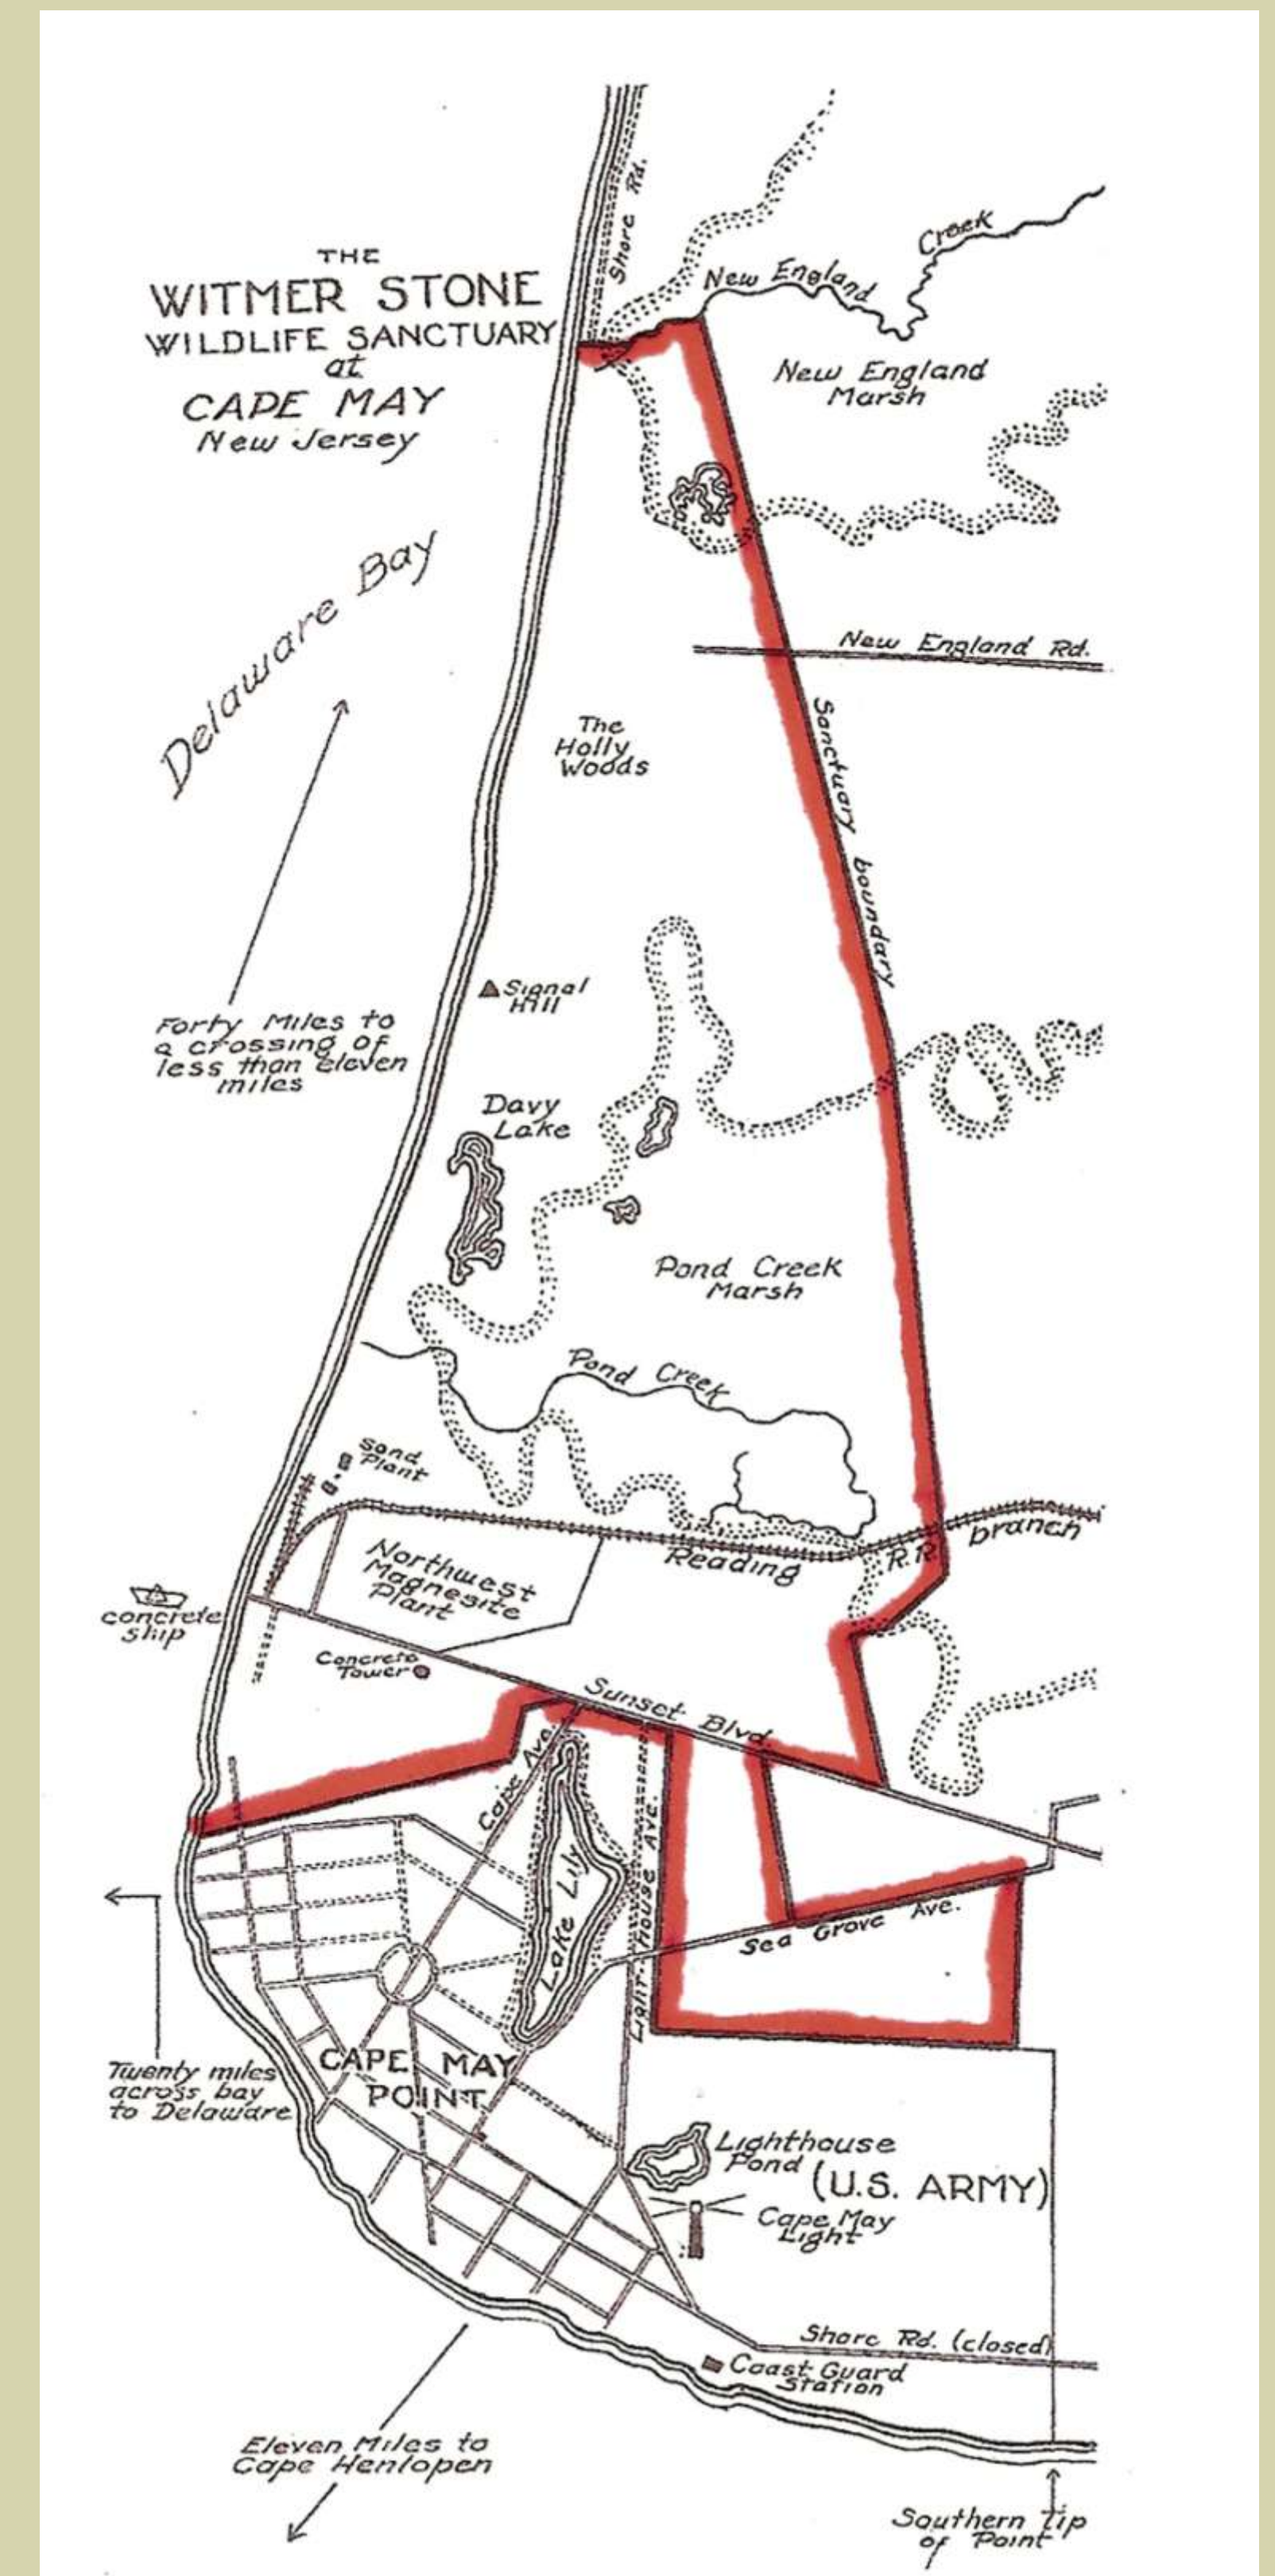 Shore Rd.
THE
WITMER STONE
WILDLIFE SANCTUARY
at
CAPE MAY
New Jersey
New England
Creek
New England
Marsh
Delaware Bay
New England Rd.
The
Holly
Woods
Sanctuary boundary
Signal
Hill
Forty Miles to
a crossing of
less than eleven
miles
Davy
Lake
Pond Creek
Marsh
Pond Creek
Sand
Plant
Reading R.R. branch
Northwest
Magnesite
Plant
concrete
ship
Concrete
Tower
Sunset Blvd.
Cape Ave.
Lake Lily
Lighthouse Ave.
Sea Grove Ave.
Twenty miles
across bay
to Delaware
CAPE MAY
POINT
Lighthouse
Pond
(U.S. ARMY)
Cape May
Light
Shore Rd. (closed)
Coast Guard
Station
Eleven Miles to
Cape Henlopen
Southern tip
of Point